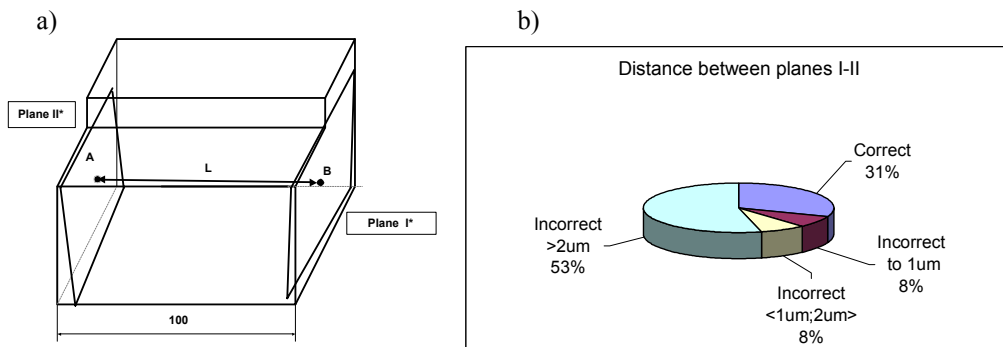 a)
Plane II*
A
L
B
Plane I*
100
b)
Distance between planes I-II
Correct
31%
Incorrect
to 1um
8%
Incorrect
<1um;2um>
8%
Incorrect
>2um
53%